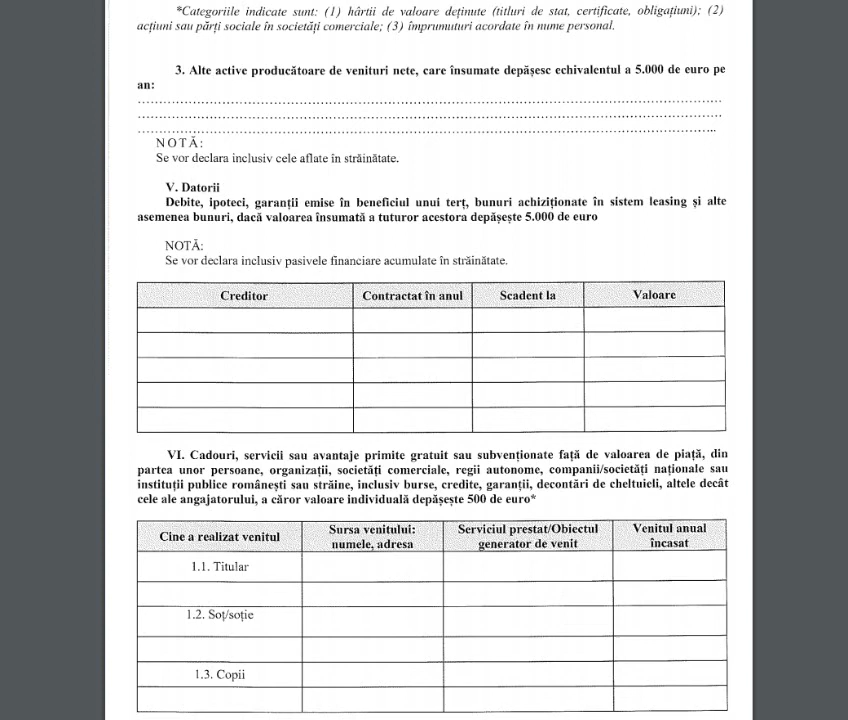 *Categoriile indicate sunt: (1) hârtii de valoare deținute (titluri de stat, certificate, obligațiuni); (2)
acțiuni sau părți sociale în societăți comerciale; (3) împrumuturi acordate în nume personal.
3. Alte active producătoare de venituri nete, care însumate depășesc echivalentul a 5.000 de euro pe
an:
................................................................................
................................................................................
................................................................................
NOTĂ:
Se vor declara inclusiv cele aflate în străinătate.
V. Datorii
Debite, ipoteci, garanții emise în beneficiul unui terț, bunuri achiziționate în sistem leasing și alte
asemenea bunuri, dacă valoarea însumată a tuturor acestora depășește 5.000 de euro
NOTĂ:
Se vor declara inclusiv pasivele financiare acumulate în străinătate.
Creditor Contractat în anul Scadent la Valoare
VI. Cadouri, servicii sau avantaje primite gratuit sau subvenționate față de valoarea de piață, din
partea unor persoane, organizații, societăți comerciale, regii autonome, companii/societăți naționale sau
instituții publice românești sau străine, inclusiv burse, credite, garanții, decontări de cheltuieli, altele decât
cele ale angajatorului, a căror valoare individuală depășește 500 de euro*
Cine a realizat venitul
Sursa venitului:
numele, adresa
Serviciul prestat/Obiectul
generator de venit
Venitul anual
încasat
1.1. Titular
1.2. Soț/soție
1.3. Copii